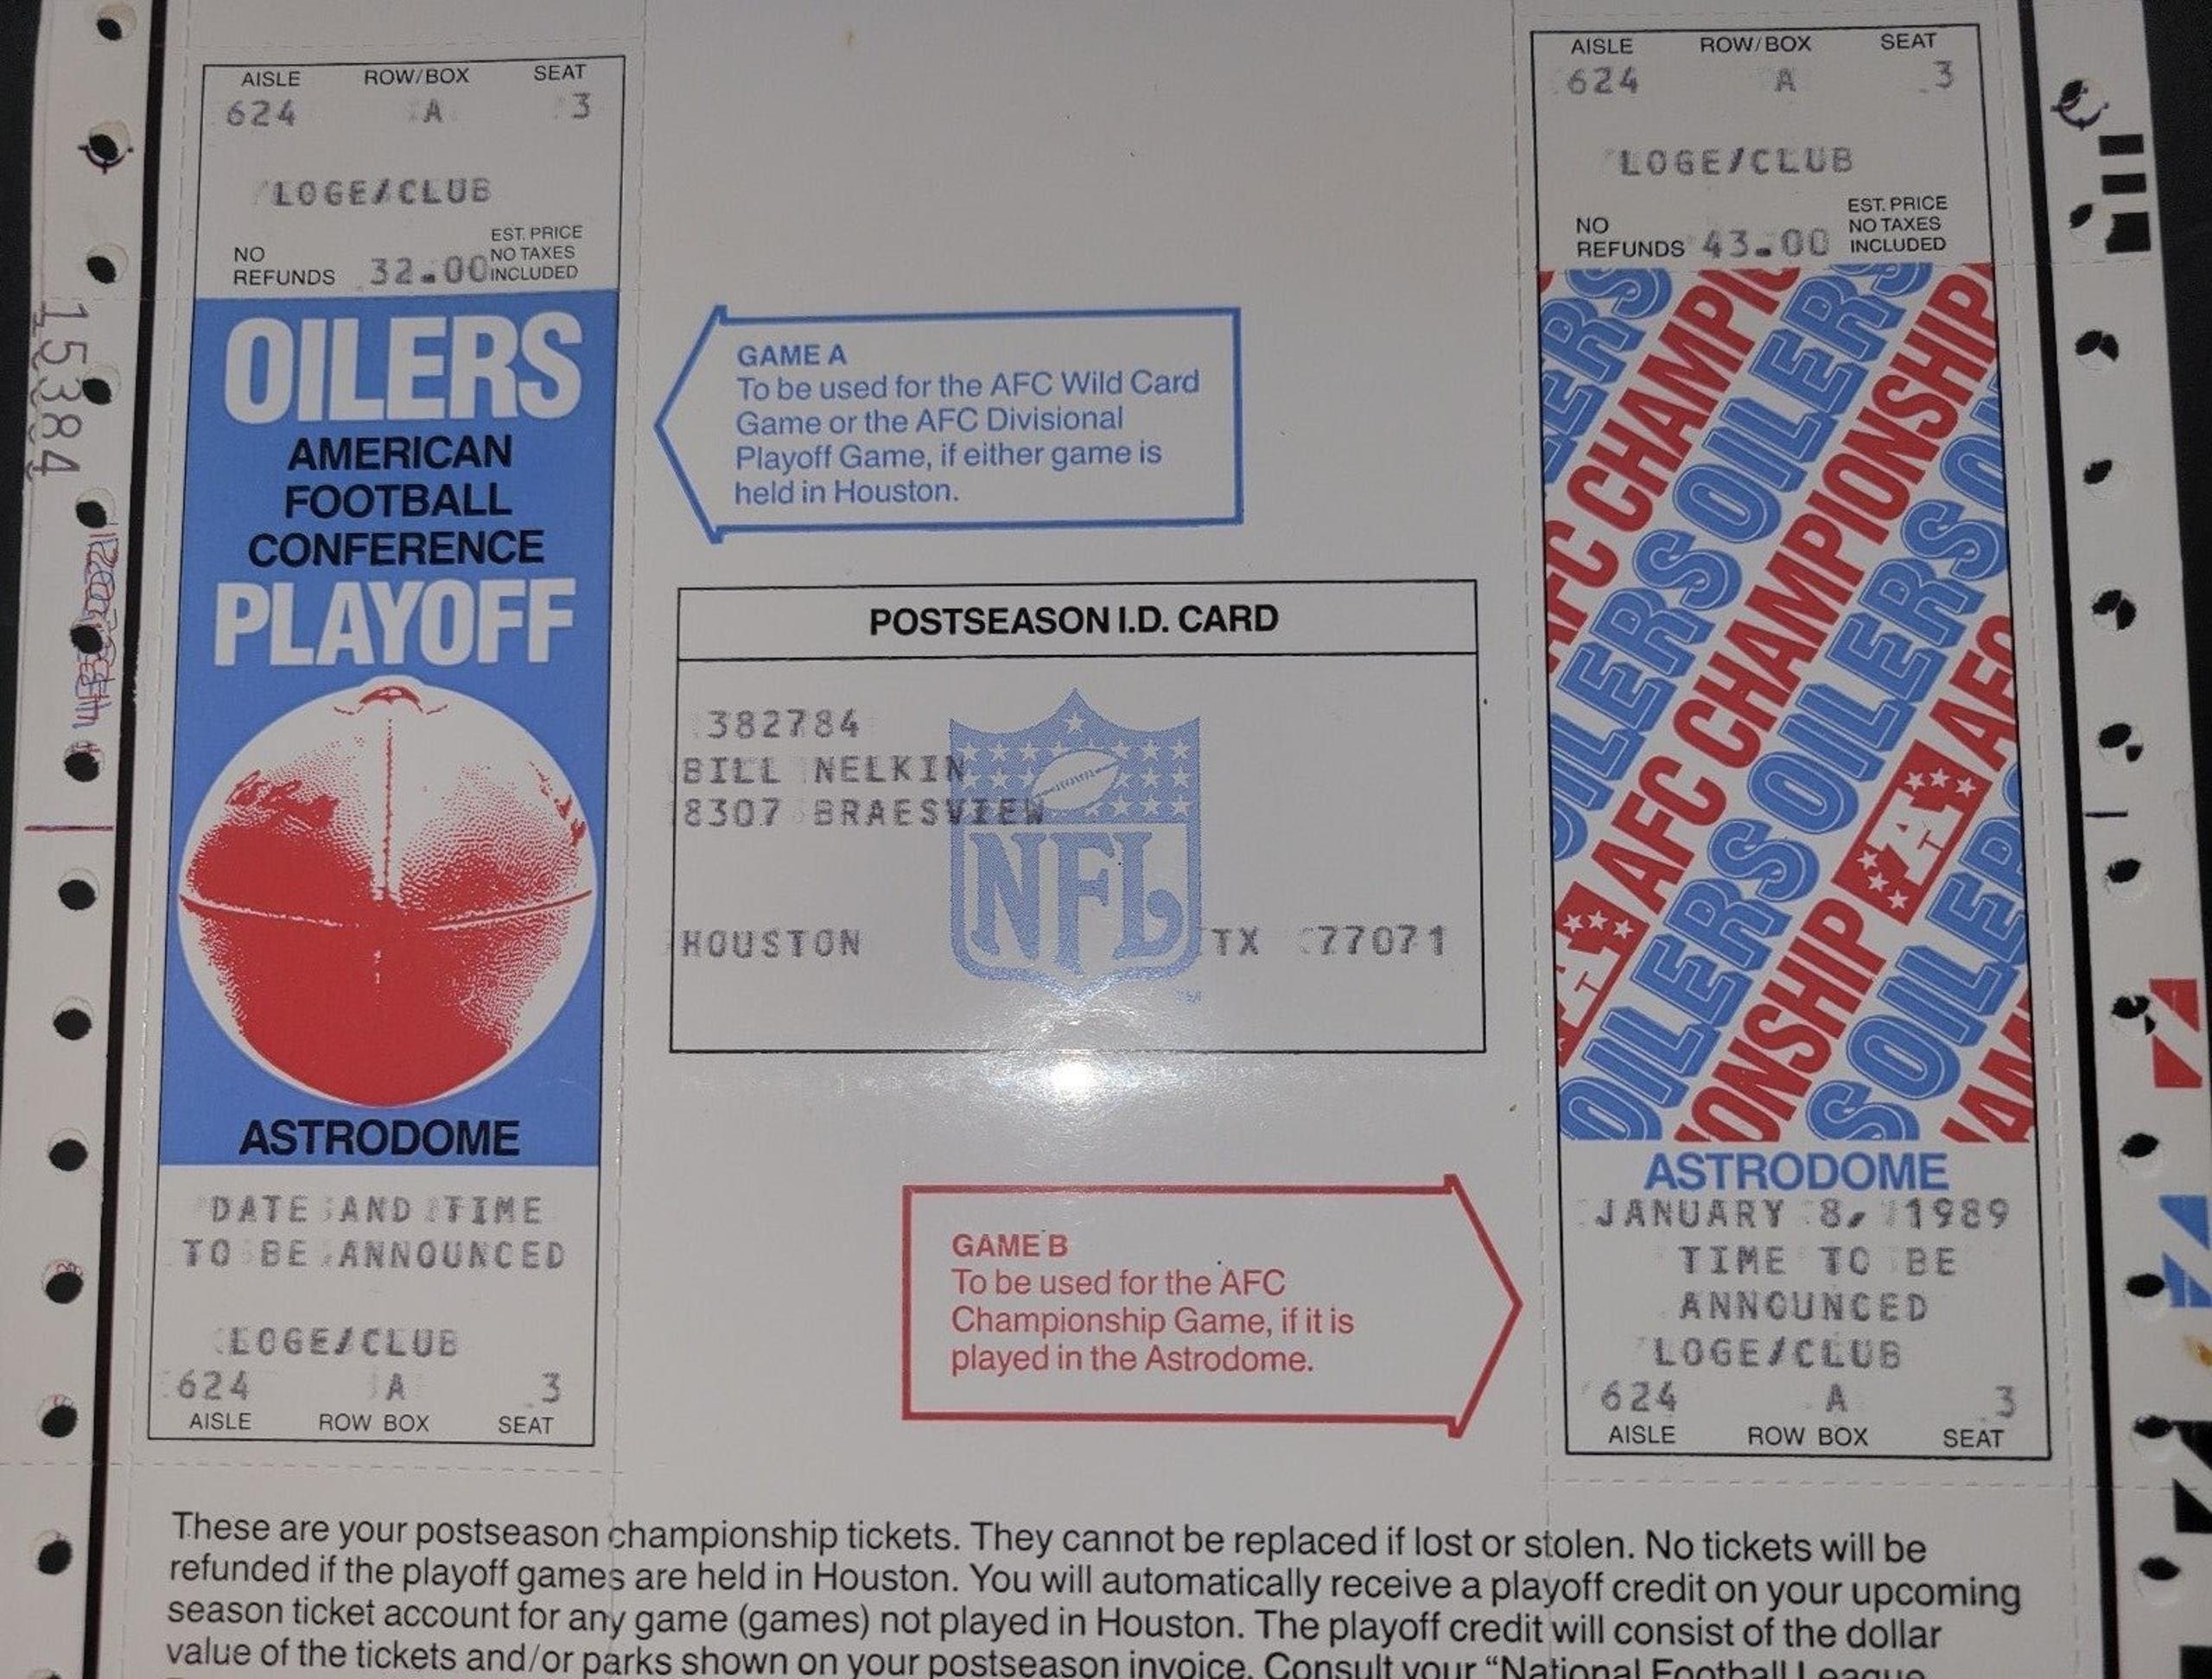 AISLE ROW/BOX SEAT
624 A 3
LOGE/CLUB
NO REFUNDS 32.00 EST. PRICE NO TAXES INCLUDED
OILERS
AMERICAN
FOOTBALL
CONFERENCE
PLAYOFF
ASTRODOME
DATE AND TIME
TO BE ANNOUNCED
LOGE/CLUB
624 A 3
AISLE ROW BOX SEAT
15384
GAME A
To be used for the AFC Wild Card
Game or the AFC Divisional
Playoff Game, if either game is
held in Houston.
POSTSEASON I.D. CARD
382784
BILL NELKIN
8307 BRAESVIEW
NFL
HOUSTON TX 77071
TM
GAME B
To be used for the AFC
Championship Game, if it is
played in the Astrodome.
AISLE ROW/BOX SEAT
624 A 3
LOGE/CLUB
NO REFUNDS 43.00 EST. PRICE NO TAXES INCLUDED
OILERS
AFC CHAMPIONSHIP
OILERS
AFC CHAMPIONSHIP
OILERS
ASTRODOME
JANUARY 8, 1989
TIME TO BE
ANNOUNCED
LOGE/CLUB
624 A 3
AISLE ROW BOX SEAT
These are your postseason championship tickets. They cannot be replaced if lost or stolen. No tickets will be
refunded if the playoff games are held in Houston. You will automatically receive a playoff credit on your upcoming
season ticket account for any game (games) not played in Houston. The playoff credit will consist of the dollar
value of the tickets and/or parks shown on your postseason invoice. Consult your “National Football League